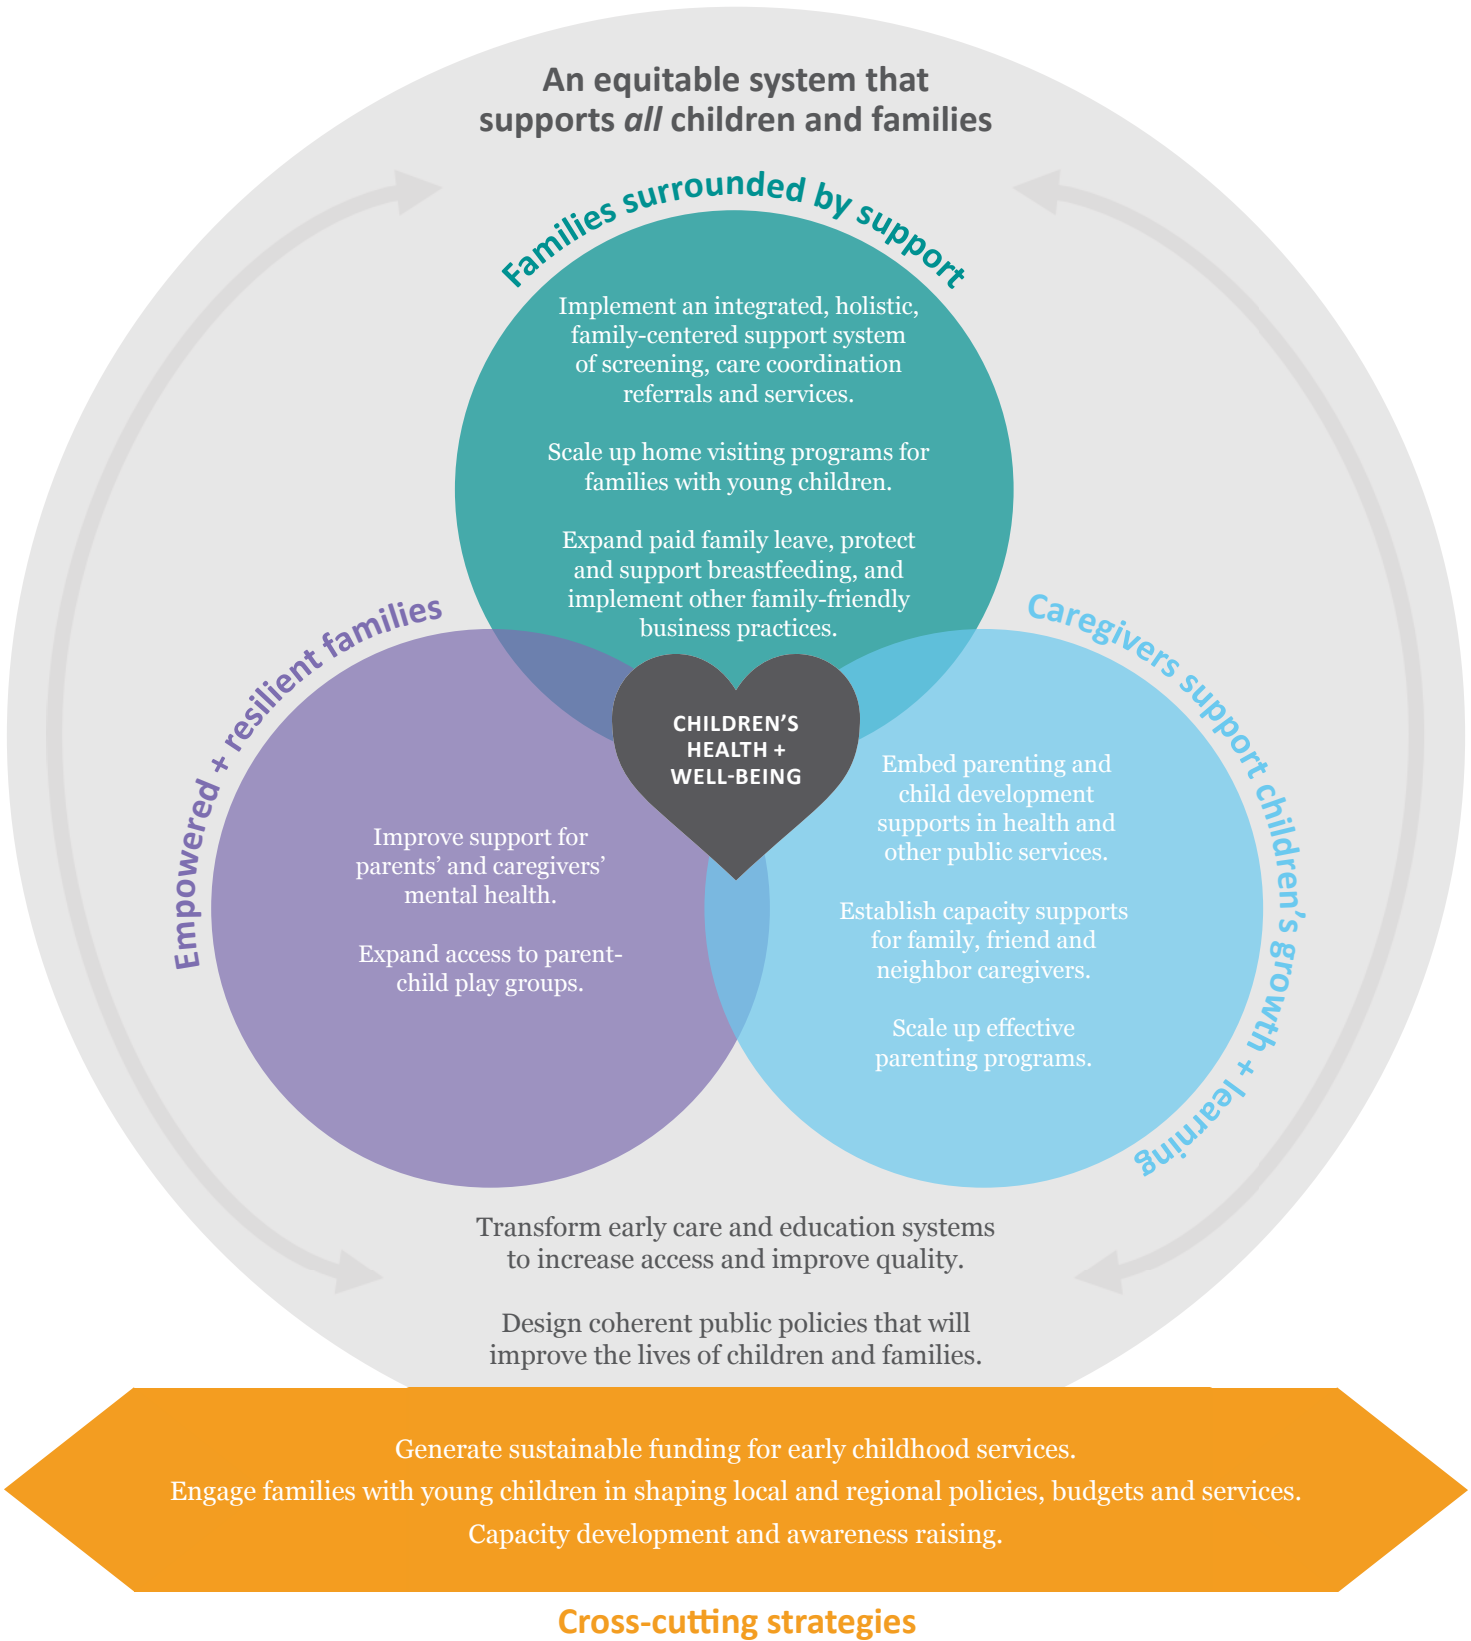 An equitable system that
supports all children and families
Families surrounded by support
Implement an integrated, holistic,
family-centered support system
of screening, care coordination
referrals and services.
Scale up home visiting programs for
families with young children.
Expand paid family leave, protect
and support breastfeeding, and
implement other family-friendly
business practices.
Empowered + resilient families
Improve support for
parents’ and caregivers’
mental health.
Expand access to parent-
child play groups.
CHILDREN’S
HEALTH +
WELL-BEING
Caregivers support children’s growth + learning
Embed parenting and
child development
supports in health and
other public services.
Establish capacity supports
for family, friend and
neighbor caregivers.
Scale up effective
parenting programs.
Transform early care and education systems
to increase access and improve quality.
Design coherent public policies that will
improve the lives of children and families.
Generate sustainable funding for early childhood services.
Engage families with young children in shaping local and regional policies, budgets and services.
Capacity development and awareness raising.
Cross-cutting strategies